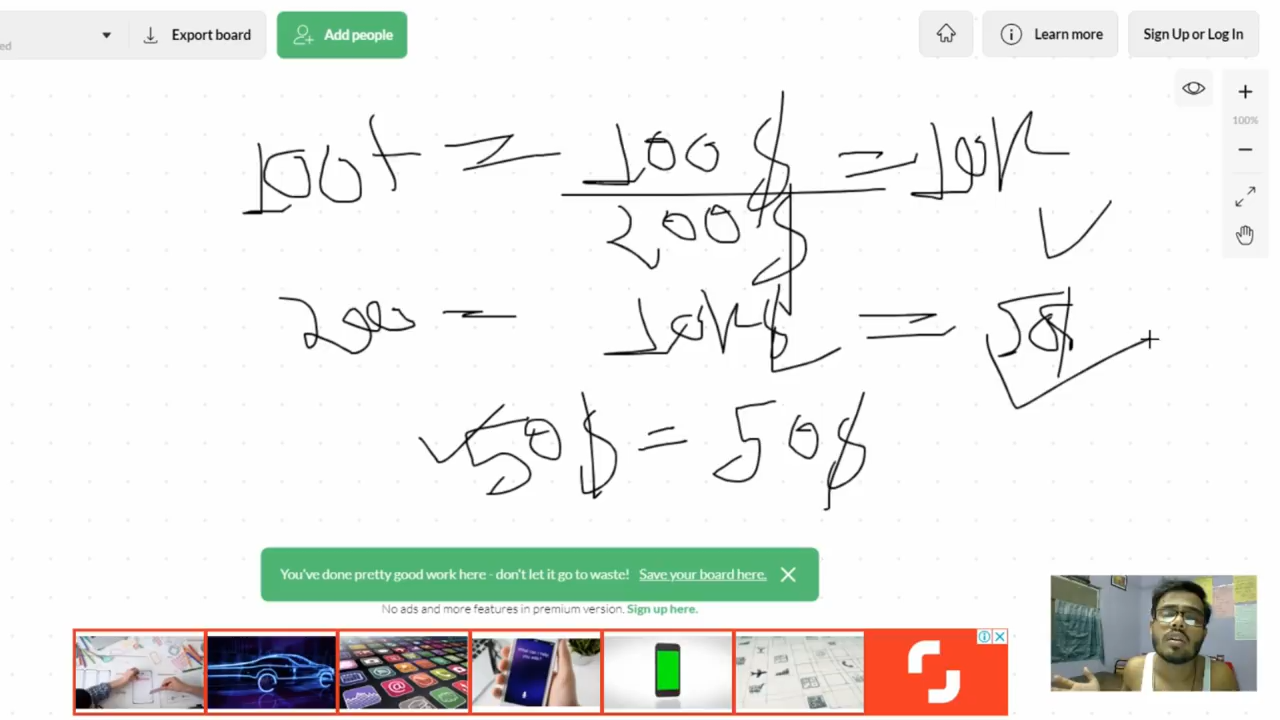 ed
Export board
Add people
Learn more
Sign Up or Log In
100%
100+ = 100$ = 10K
200$
200 = 10K$ = 50$
50$ = 50$
You've done pretty good work here - don't let it go to waste! Save your board here.
No ads and more features in premium version. Sign up here.